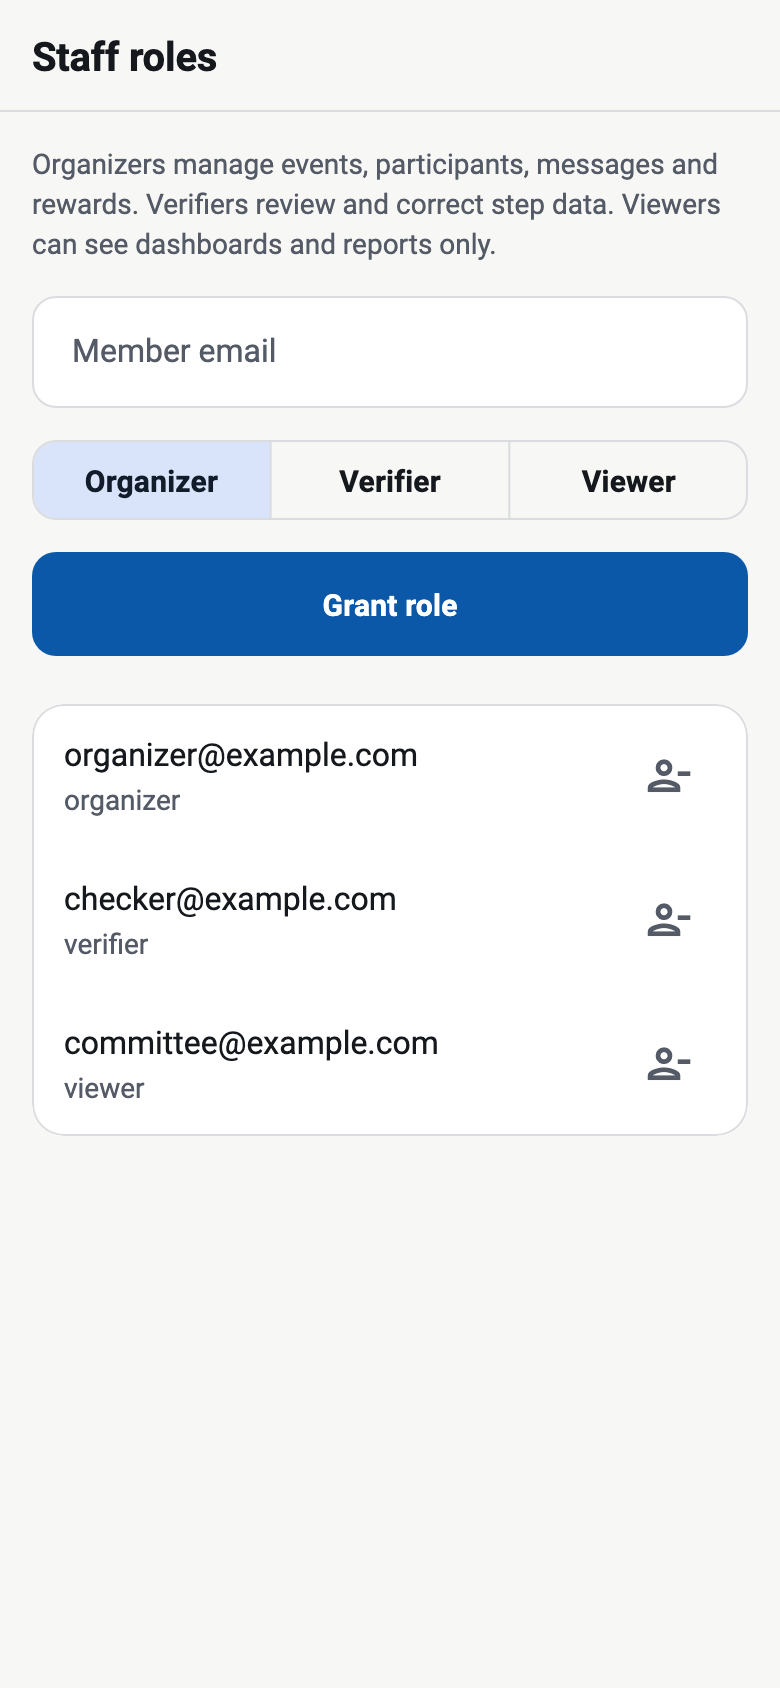 Staff roles
Organizers manage events, participants, messages and
rewards. Verifiers review and correct step data. Viewers
can see dashboards and reports only.
Member email
Organizer
Verifier
Viewer
Grant role
organizer@example.com
organizer
checker@example.com
verifier
committee@example.com
viewer